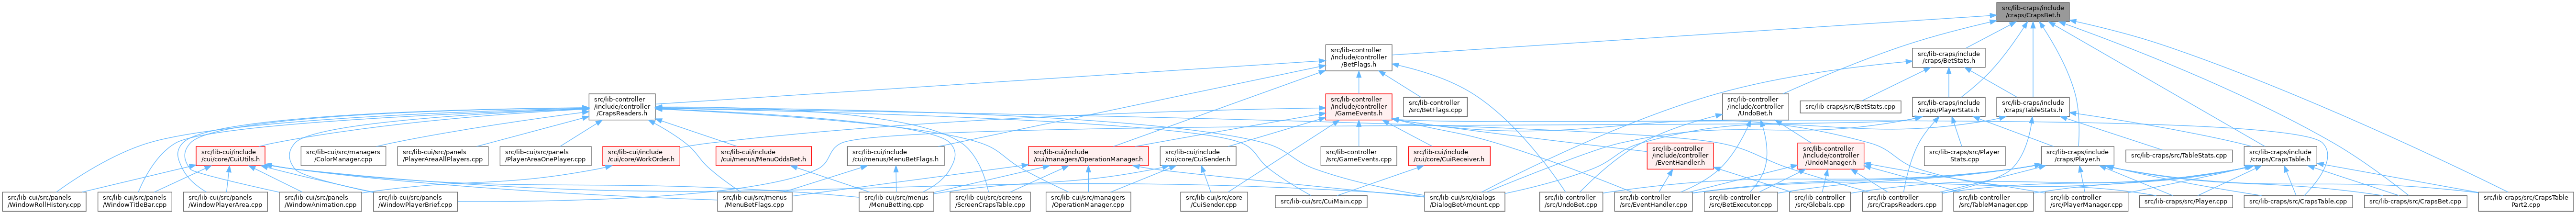 src/lib-craps/include
/craps/CrapsBet.h
src/lib-controller
/include/controller
/BetFlags.h
src/lib-craps/include
/craps/BetStats.h
src/lib-controller
/include/controller
/CrapsReaders.h
src/lib-controller
/include/controller
/GameEvents.h
src/lib-controller
/src/BetFlags.cpp
src/lib-controller
/include/controller
/UndoBet.h
src/lib-craps/src/BetStats.cpp
src/lib-craps/include
/craps/PlayerStats.h
src/lib-craps/include
/craps/TableStats.h
src/lib-cui/include
/cui/core/CuiUtils.h
src/lib-cui/src/managers
/ColorManager.cpp
src/lib-cui/src/panels
/PlayerAreaAllPlayers.cpp
src/lib-cui/src/panels
/PlayerAreaOnePlayer.cpp
src/lib-cui/include
/cui/core/WorkOrder.h
src/lib-cui/include
/cui/menus/MenuOddsBet.h
src/lib-cui/include
/cui/menus/MenuBetFlags.h
src/lib-cui/include
/cui/managers/OperationManager.h
src/lib-cui/include
/cui/core/CuiSender.h
src/lib-controller
/src/GameEvents.cpp
src/lib-cui/include
/cui/core/CuiReceiver.h
src/lib-controller
/include/controller
/EventHandler.h
src/lib-controller
/include/controller
/UndoManager.h
src/lib-craps/src/Player
Stats.cpp
src/lib-craps/include
/craps/Player.h
src/lib-craps/src/TableStats.cpp
src/lib-craps/include
/craps/CrapsTable.h
src/lib-cui/src/panels
/WindowRollHistory.cpp
src/lib-cui/src/panels
/WindowTitleBar.cpp
src/lib-cui/src/panels
/WindowPlayerArea.cpp
src/lib-cui/src/panels
/WindowAnimation.cpp
src/lib-cui/src/panels
/WindowPlayerBrief.cpp
src/lib-cui/src/menus
/MenuBetFlags.cpp
src/lib-cui/src/menus
/MenuBetting.cpp
src/lib-cui/src/screens
/ScreenCrapsTable.cpp
src/lib-cui/src/managers
/OperationManager.cpp
src/lib-cui/src/core
/CuiSender.cpp
src/lib-cui/src/CuiMain.cpp
src/lib-cui/src/dialogs
/DialogBetAmount.cpp
src/lib-controller
/src/UndoBet.cpp
src/lib-controller
/src/EventHandler.cpp
src/lib-controller
/src/BetExecutor.cpp
src/lib-controller
/src/Globals.cpp
src/lib-controller
/src/CrapsReaders.cpp
src/lib-controller
/src/TableManager.cpp
src/lib-controller
/src/PlayerManager.cpp
src/lib-craps/src/Player.cpp
src/lib-craps/src/CrapsTable.cpp
src/lib-craps/src/CrapsBet.cpp
src/lib-craps/src/CrapsTable
Part2.cpp